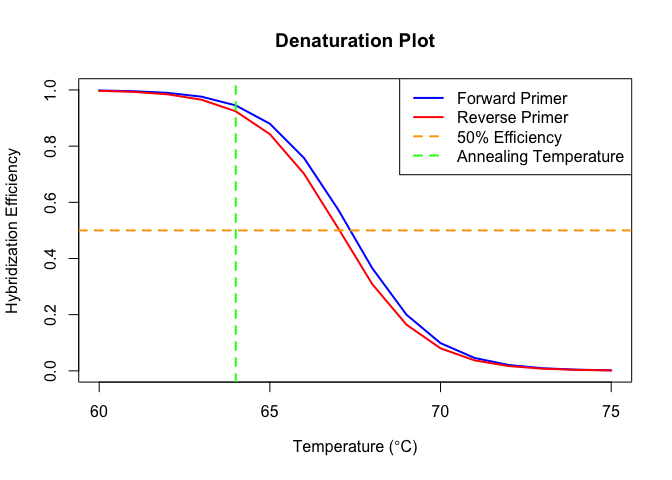 Denaturation Plot
Forward Primer
Reverse Primer
50% Efficiency
Annealing Temperature
Hybridization Efficiency
1.0
0.8
0.6
0.4
0.2
0.0
60 65 70 75
Temperature (°C)